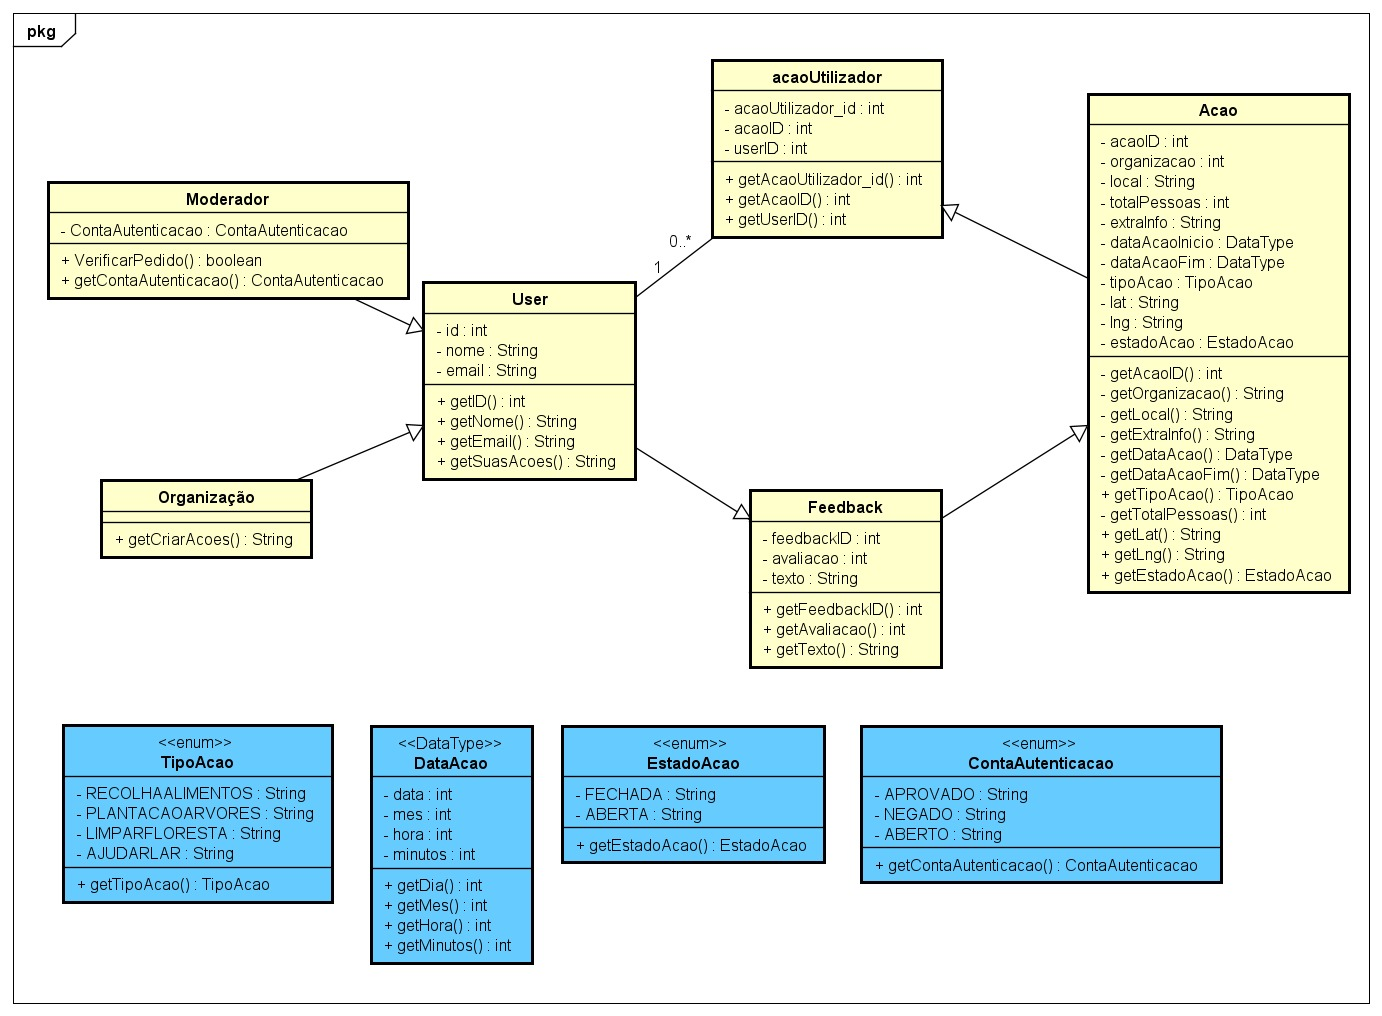 pkg
acaoUtilizador
- acaoUtilizador_id : int
- acaoID : int
- userID : int
+ getAcaoUtilizador_id() : int
+ getAcaoID() : int
+ getUserID() : int
Acao
- acaoID : int
- organizacao : int
- local : String
- totalPessoas : int
- extraInfo : String
- dataAcaoInicio : DataType
- dataAcaoFim : DataType
- tipoAcao : TipoAcao
- lat : String
- lng : String
- estadoAcao : EstadoAcao
- getAcaoID() : int
- getOrganizacao() : String
- getLocal() : String
- getExtraInfo() : String
- getDataAcao() : DataType
- getDataAcaoFim() : DataType
+ getTipoAcao() : TipoAcao
- getTotalPessoas() : int
+ getLat() : String
+ getLng() : String
+ getEstadoAcao() : EstadoAcao
Moderador
- ContaAutenticacao : ContaAutenticacao
+ VerificarPedido() : boolean
+ getContaAutenticacao() : ContaAutenticacao
0..*
1
User
- id : int
- nome : String
- email : String
+ getID() : int
+ getNome() : String
+ getEmail() : String
+ getSuasAcoes() : String
Organização
+ getCriarAcoes() : String
Feedback
- feedbackID : int
- avaliacao : int
- texto : String
+ getFeedbackID() : int
+ getAvaliacao() : int
+ getTexto() : String
<<enum>>
TipoAcao
- RECOLHAALIMENTOS : String
- PLANTACAOARVORES : String
- LIMPARFLORESTA : String
- AJUDARLAR : String
+ getTipoAcao() : TipoAcao
<<DataType>>
DataAcao
- data : int
- mes : int
- hora : int
- minutos : int
+ getDia() : int
+ getMes() : int
+ getHora() : int
+ getMinutos() : int
<<enum>>
EstadoAcao
- FECHADA : String
- ABERTA : String
+ getEstadoAcao() : EstadoAcao
<<enum>>
ContaAutenticacao
- APROVADO : String
- NEGADO : String
- ABERTO : String
+ getContaAutenticacao() : ContaAutenticacao